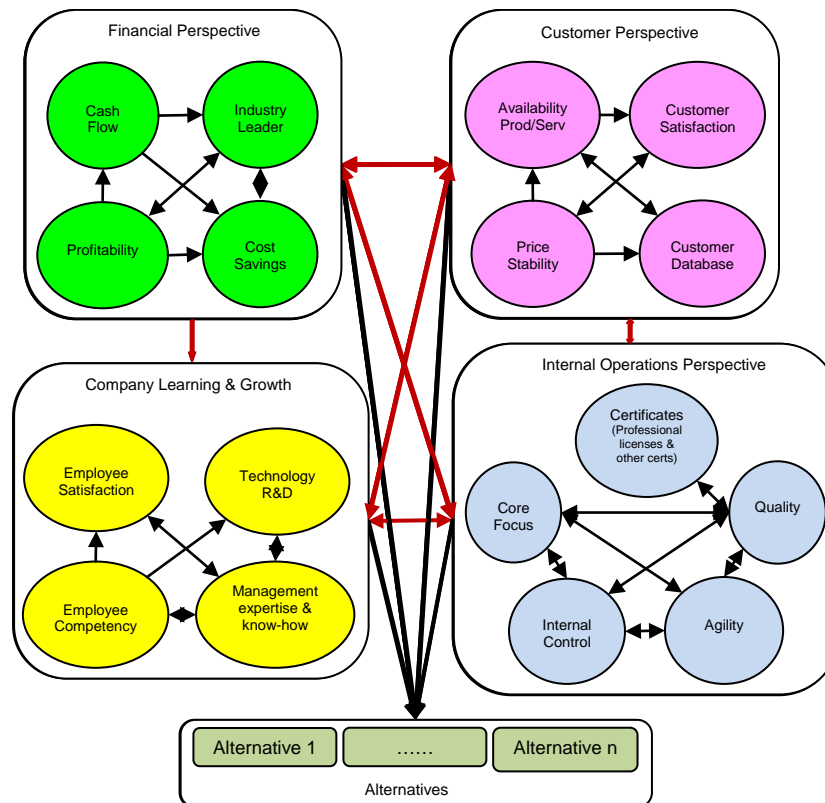 Financial Perspective
Cash
Flow
Industry
Leader
Profitability
Cost
Savings
Customer Perspective
Availability
Prod/Serv
Customer
Satisfaction
Price
Stability
Customer
Database
Company Learning & Growth
Employee
Satisfaction
Technology
R&D
Employee
Competency
Management
expertise &
know-how
Internal Operations Perspective
Certificates
(Professional
licenses &
other certs)
Core
Focus
Quality
Internal
Control
Agility
Alternative 1
......
Alternative n
Alternatives